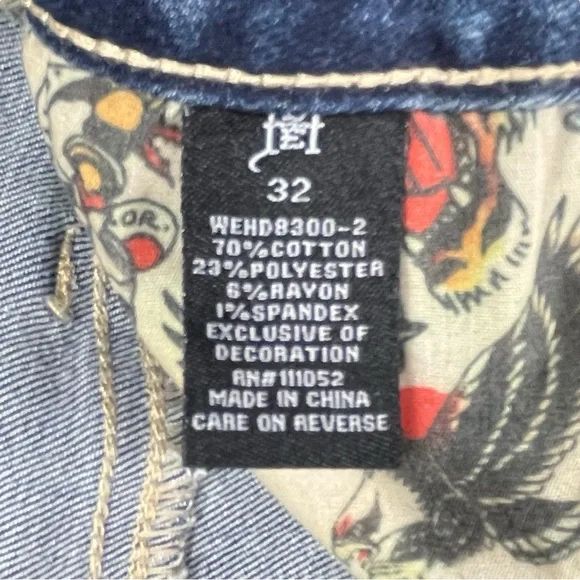 32
WEHD8300-2
70%COTTON
23%POLYESTER
6%RAYON
1%SPANDEX
EXCLUSIVE OF
DECORATION
RN#111052
MADE IN CHINA
CARE ON REVERSE
OR.